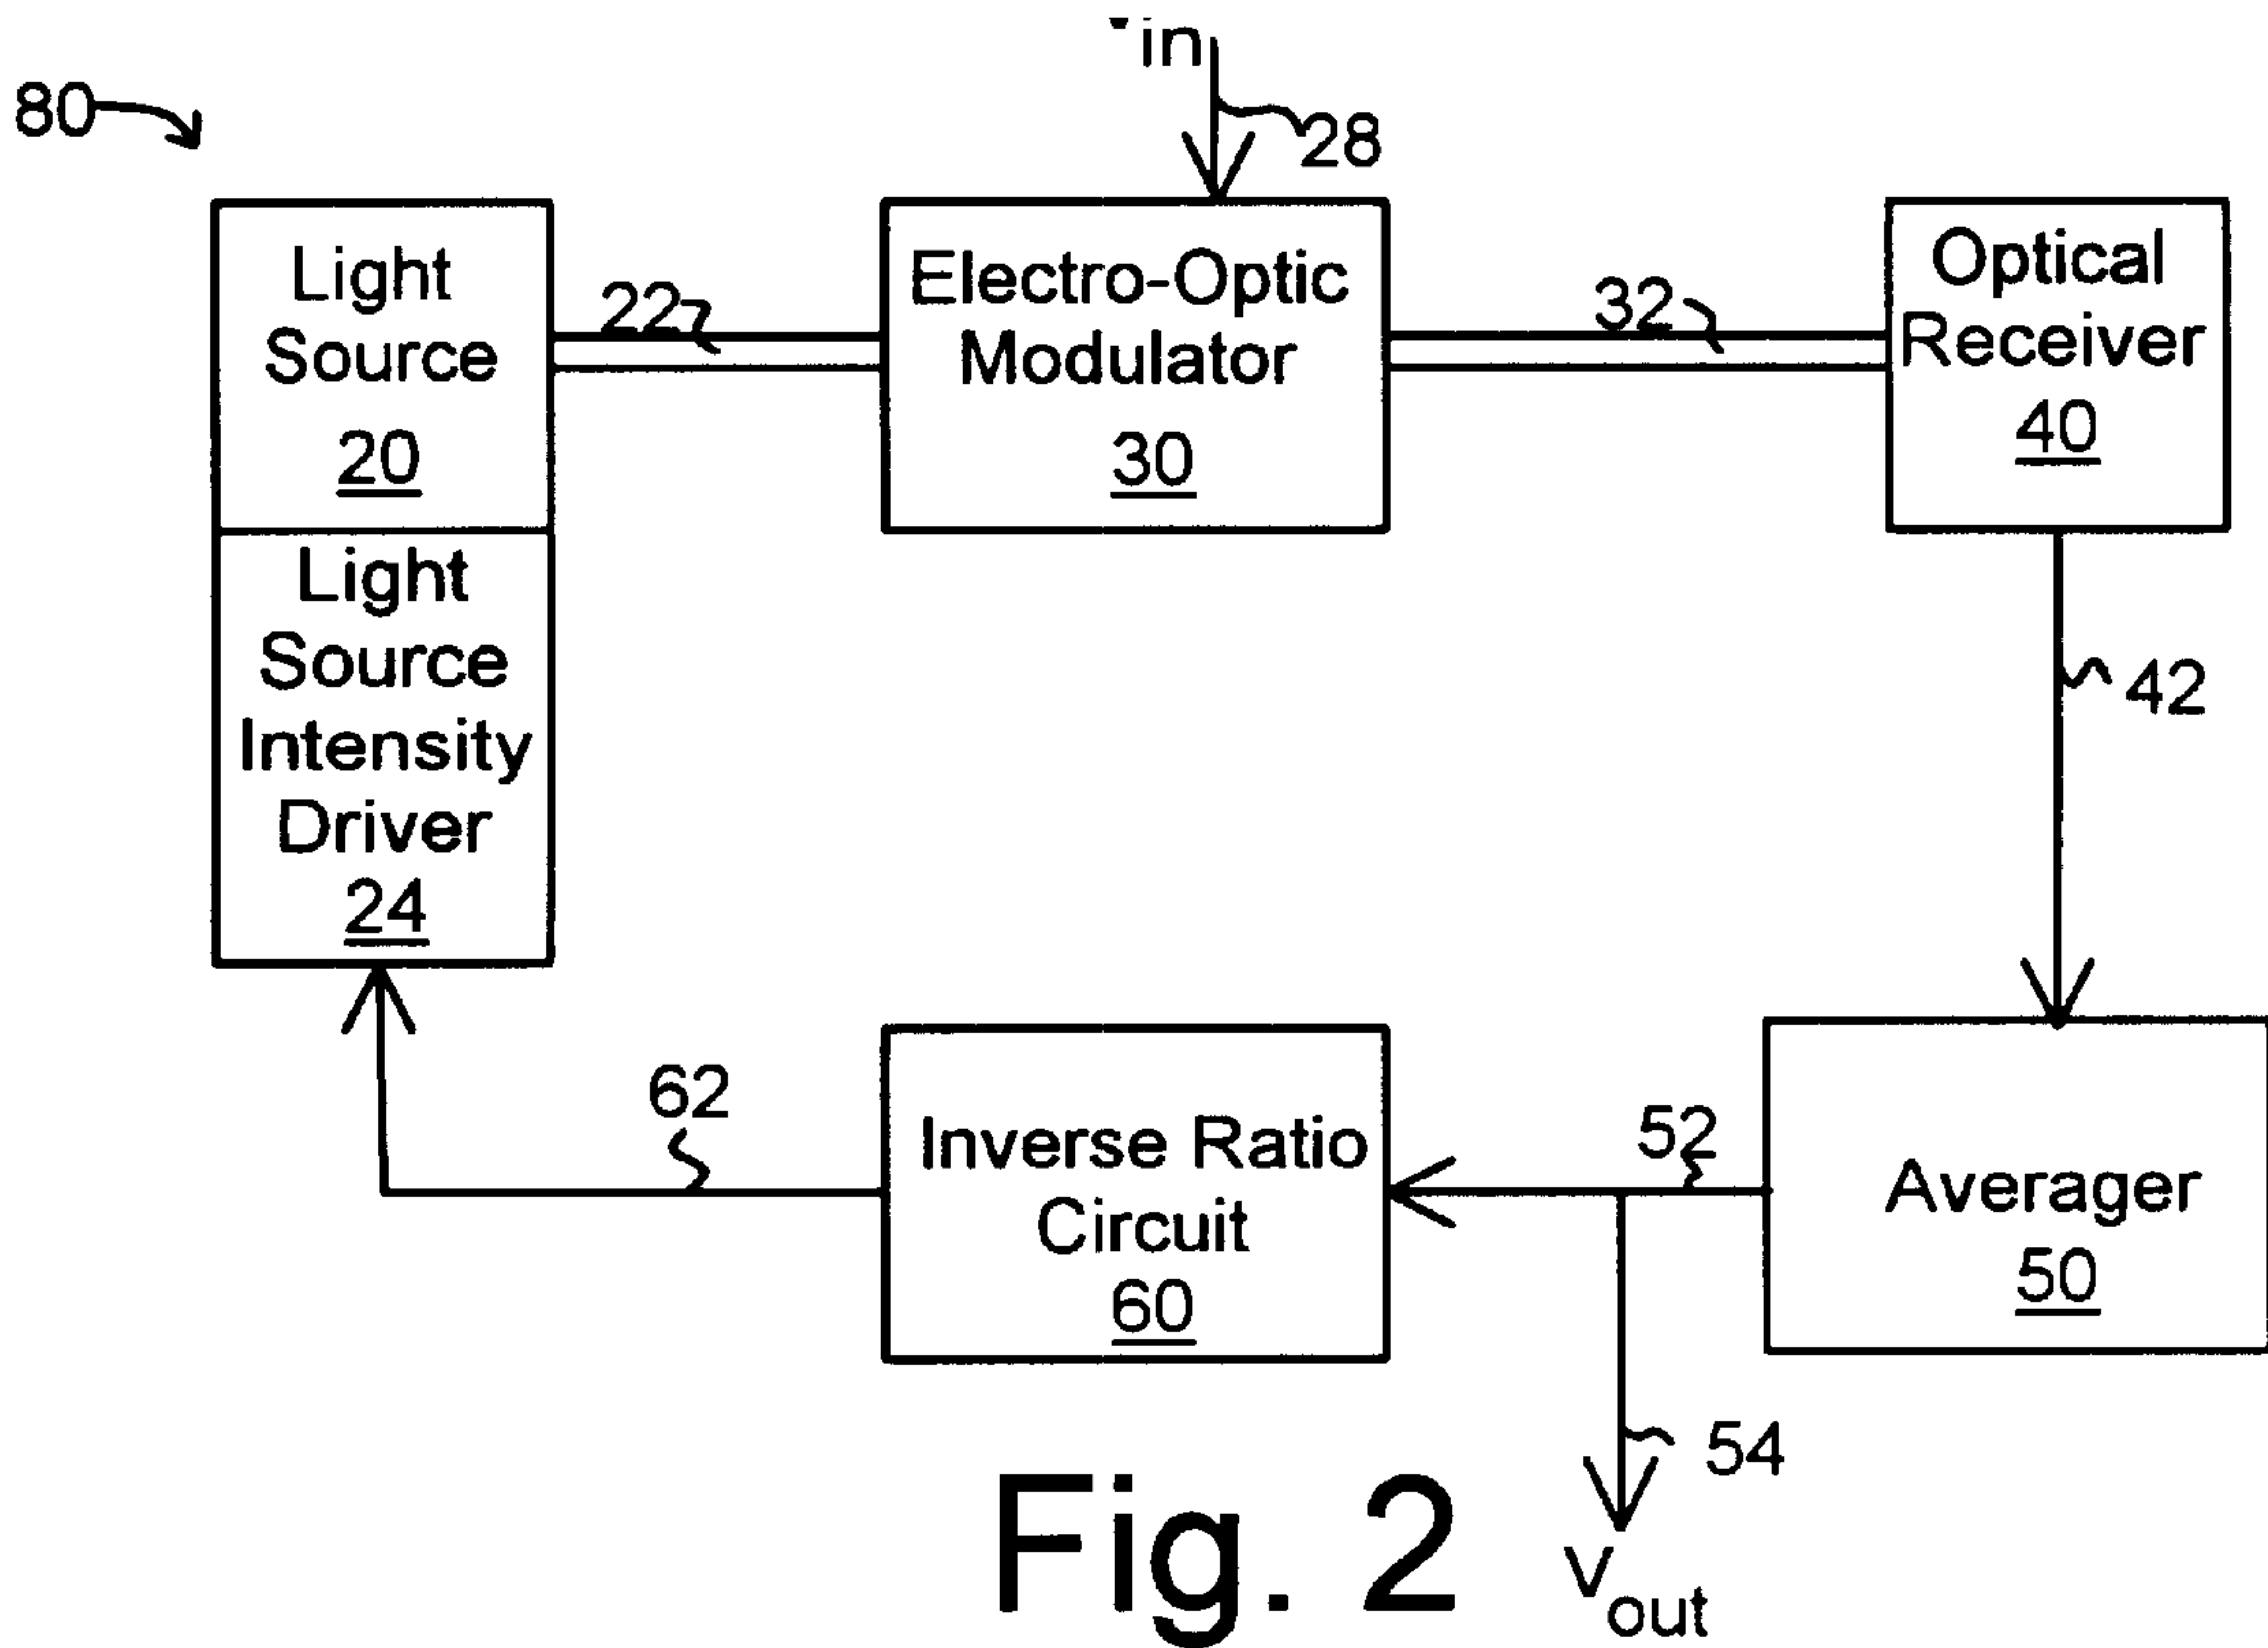 in
80
28
Light
Source
20
22
Electro-Optic
Modulator
30
32
Optical
Receiver
40
Light
Source
Intensity
Driver
24
42
62
Inverse Ratio
Circuit
60
52
Averager
50
54
Vout
Fig. 2